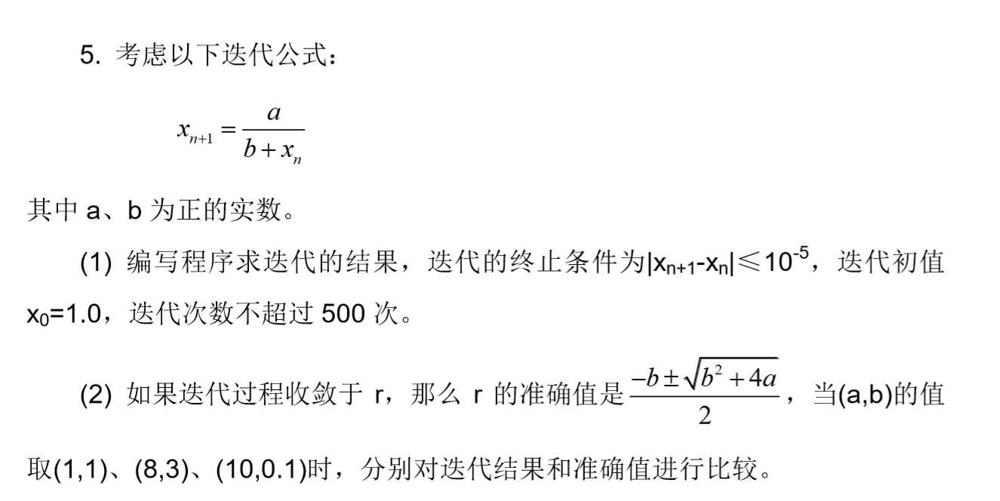 5. 考虑以下迭代公式：
x_{n+1} = \frac{a}{b+x_n}
其中 a、b 为正的实数。
(1) 编写程序求迭代的结果，迭代的终止条件为|x_{n+1}-x_n|≤10^{-5}，迭代初值
x_0=1.0，迭代次数不超过 500 次。
(2) 如果迭代过程收敛于 r，那么 r 的准确值是\frac{-b±\sqrt{b^2+4a}}{2}，当(a,b)的值
取(1,1)、(8,3)、(10,0.1)时，分别对迭代结果和准确值进行比较。